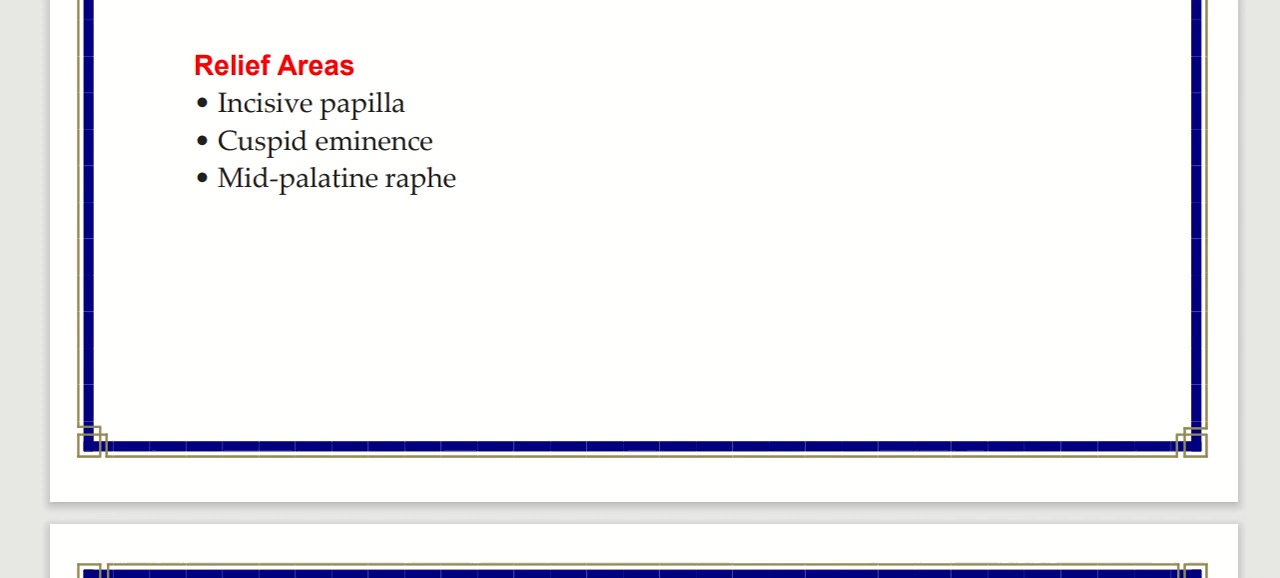 Relief Areas
• Incisive papilla
• Cuspid eminence
• Mid-palatine raphe